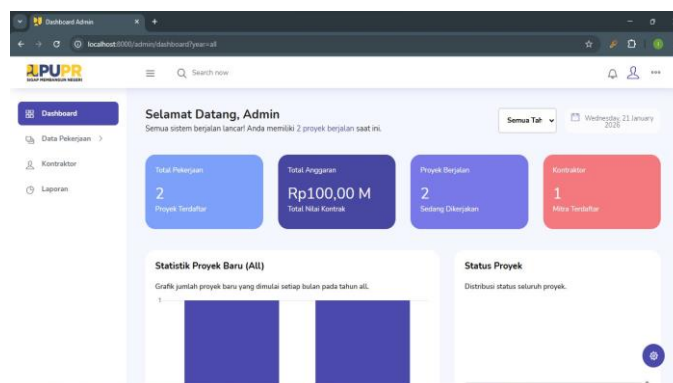 Dashboard Admin
localhost:8000/admin/dashboard?year=all
PUPR
SIGAP MEMBANGUN NEGERI
Search now
Dashboard
Data Pekerjaan
Kontraktor
Laporan
Selamat Datang, Admin
Semua sistem berjalan lancar! Anda memiliki 2 proyek berjalan saat ini.
Semua Tah
Wednesday, 21 January
2026
Total Pekerjaan
2
Proyek Terdaftar
Total Anggaran
Rp100,00 M
Total Nilai Kontrak
Proyek Berjalan
2
Sedang Dikerjakan
Kontraktor
1
Mitra Terdaftar
Statistik Proyek Baru (All)
Grafik jumlah proyek baru yang dimulai setiap bulan pada tahun all.
1
Status Proyek
Distribusi status seluruh proyek.